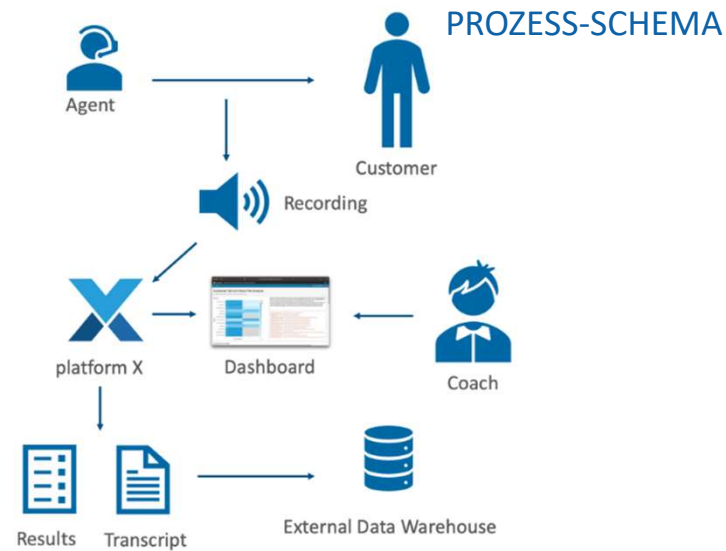 PROZESS-SCHEMA
Agent
Customer
Recording
platform X
Dashboard
Coach
Results
Transcript
External Data Warehouse